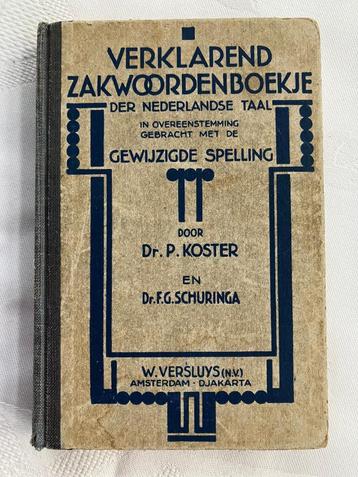 VERKLAREND
ZAKWOORDENBOEKJE
DER NEDERLANDSE TAAL
IN OVEREENSTEMMING
GEBRACHT MET DE
GEWIJZIGDE SPELLING
DOOR
Dr. P. KOSTER
EN
Dr. F.G. SCHURINGA
W. VERSLUYS (N.V.)
AMSTERDAM - DJAKARTA